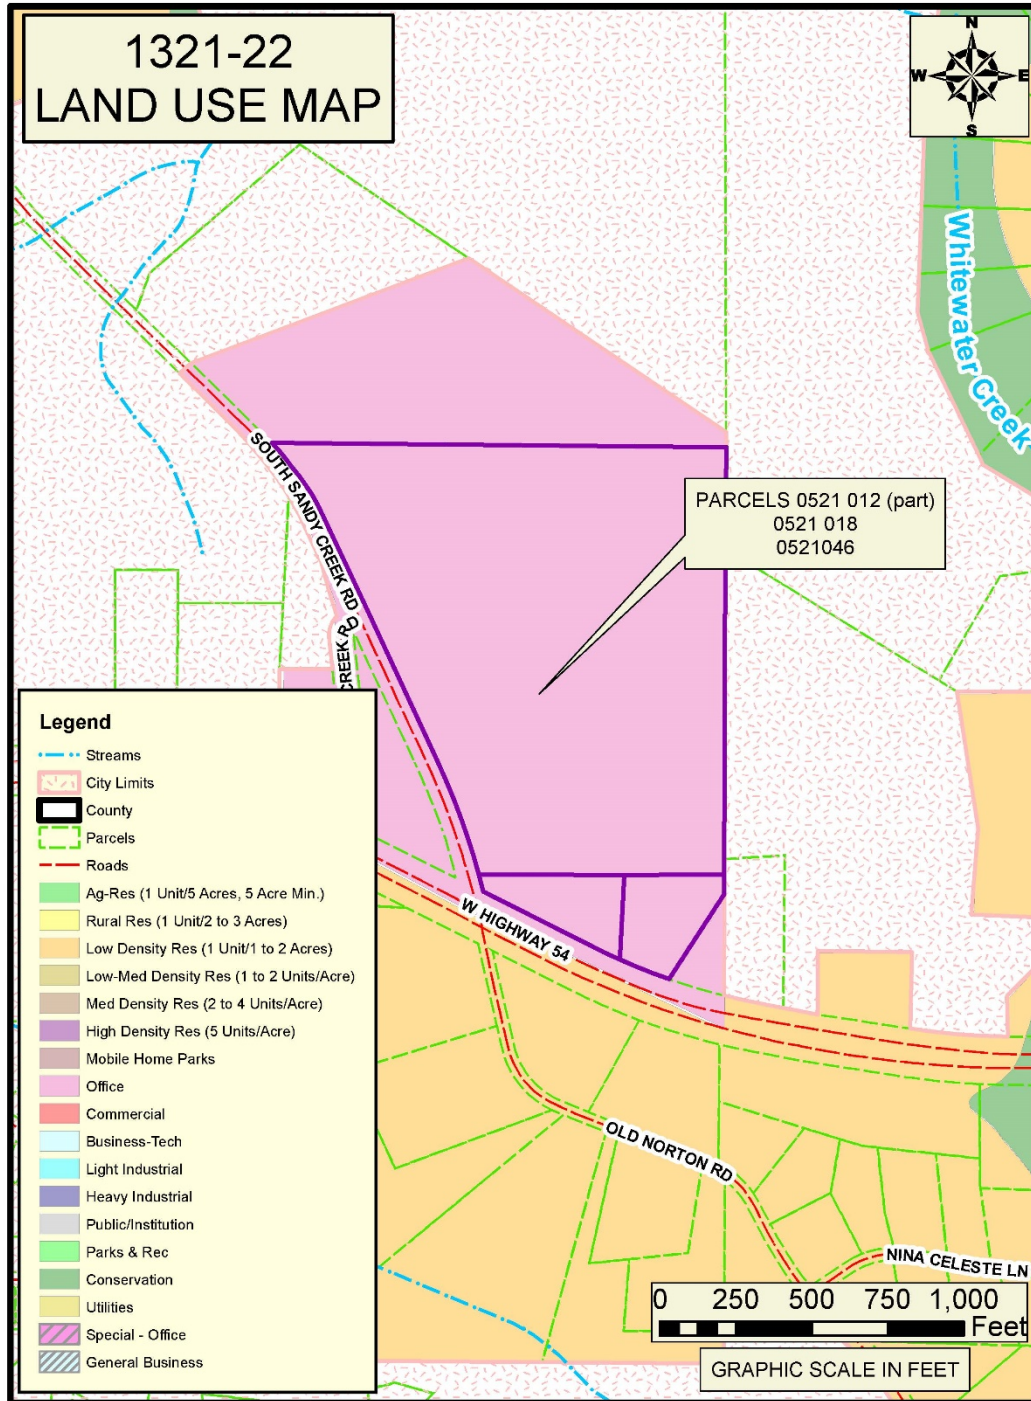 1321-22
LAND USE MAP
N
W
E
S
Whitewater Creek
SOUTH SANDY CREEK RD
CREEK RD
PARCELS 0521 012 (part)
0521 018
0521046
W HIGHWAY 54
OLD NORTON RD
NINA CELESTE LN
Legend
Streams
City Limits
County
Parcels
Roads
Ag-Res (1 Unit/5 Acres, 5 Acre Min.)
Rural Res (1 Unit/2 to 3 Acres)
Low Density Res (1 Unit/1 to 2 Acres)
Low-Med Density Res (1 to 2 Units/Acre)
Med Density Res (2 to 4 Units/Acre)
High Density Res (5 Units/Acre)
Mobile Home Parks
Office
Commercial
Business-Tech
Light Industrial
Heavy Industrial
Public/Institution
Parks & Rec
Conservation
Utilities
Special - Office
General Business
0 250 500 750 1,000
Feet
GRAPHIC SCALE IN FEET